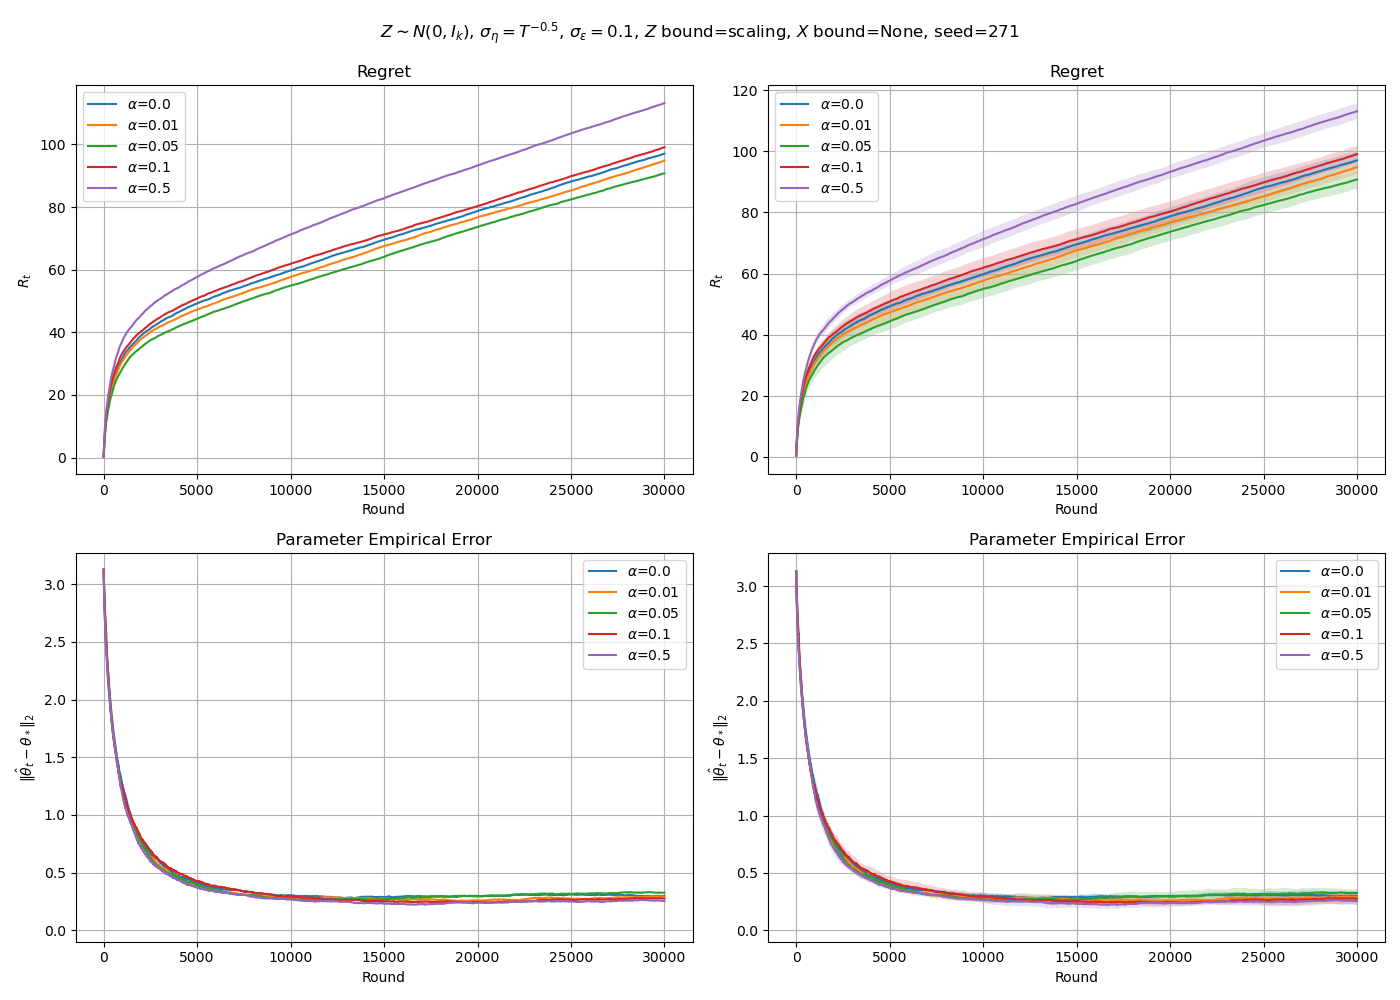 Z ∼ N(0, I_k), σ_η = T^{−0.5}, σ_ε = 0.1, Z bound=scaling, X bound=None, seed=271
Regret
R_t
100
80
60
40
20
0
α=0.0
α=0.01
α=0.05
α=0.1
α=0.5
0 5000 10000 15000 20000 25000 30000
Round
Regret
R_t
120
100
80
60
40
20
0
α=0.0
α=0.01
α=0.05
α=0.1
α=0.5
0 5000 10000 15000 20000 25000 30000
Round
Parameter Empirical Error
‖θ̂_t − θ_*‖_2
3.0
2.5
2.0
1.5
1.0
0.5
0.0
α=0.0
α=0.01
α=0.05
α=0.1
α=0.5
0 5000 10000 15000 20000 25000 30000
Round
Parameter Empirical Error
‖θ̂_t − θ_*‖_2
3.0
2.5
2.0
1.5
1.0
0.5
0.0
α=0.0
α=0.01
α=0.05
α=0.1
α=0.5
0 5000 10000 15000 20000 25000 30000
Round